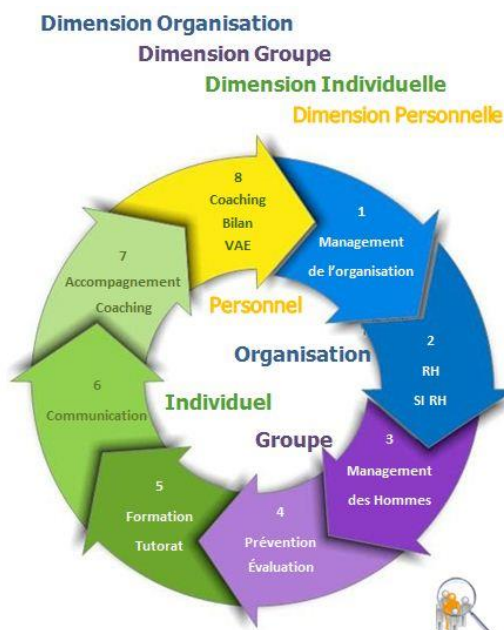 Dimension Organisation
Dimension Groupe
Dimension Individuelle
Dimension Personnelle
8
Coaching
Bilan
VAE
1
Management
de l'organisation
7
Accompagnement
Coaching
Personnel
Organisation
2
RH
SI RH
6
Communication
Individuel
Groupe
3
Management
des Hommes
5
Formation
Tutorat
4
Prévention
Évaluation